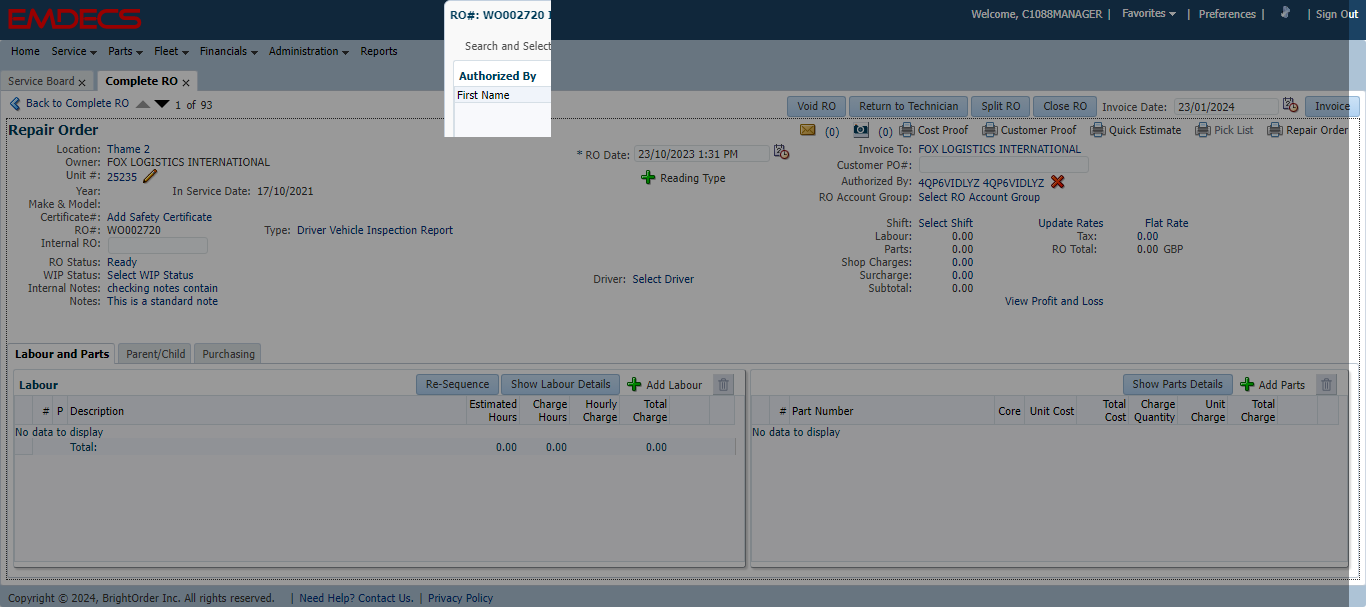 EMDECS
Welcome, C1088MANAGER | Favorites | Preferences | | Sign Out
RO#: WO002720
Search and Select
Authorized By
First Name
Home Service Parts Fleet Financials Administration Reports
Service Board x Complete RO x
Back to Complete RO 1 of 93
Void RO Return to Technician Split RO Close RO Invoice Date: 23/01/2024 Invoice
Repair Order
(0) (0) Cost Proof Customer Proof Quick Estimate Pick List Repair Order
Location: Thame 2
Owner: FOX LOGISTICS INTERNATIONAL
Unit #: 25235
Year: In Service Date: 17/10/2021
Make & Model:
Certificate#: Add Safety Certificate
RO#: WO002720 Type: Driver Vehicle Inspection Report
Internal RO:
RO Status: Ready
WIP Status: Select WIP Status
Internal Notes: checking notes contain
Notes: This is a standard note
* RO Date: 23/10/2023 1:31 PM
Reading Type
Driver: Select Driver
Invoice To: FOX LOGISTICS INTERNATIONAL
Customer PO#:
Authorized By: 4QP6VIDLYZ 4QP6VIDLYZ
RO Account Group: Select RO Account Group
Shift: Select Shift Update Rates Flat Rate
Labour: 0.00 Tax: 0.00
Parts: 0.00 RO Total: 0.00 GBP
Shop Charges: 0.00
Surcharge: 0.00
Subtotal: 0.00
View Profit and Loss
Labour and Parts Parent/Child Purchasing
Labour Re-Sequence Show Labour Details Add Labour
# P Description Estimated Hours Charge Hours Hourly Charge Total Charge
No data to display
Total: 0.00 0.00 0.00
Show Parts Details Add Parts
# Part Number Core Unit Cost Total Cost Charge Quantity Unit Charge Total Charge
No data to display
Copyright © 2024, BrightOrder Inc. All rights reserved. | Need Help? Contact Us. | Privacy Policy